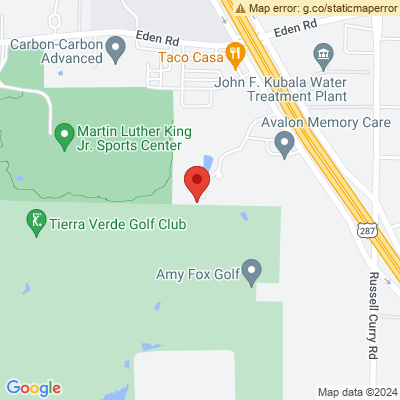 Map error: g.co/staticmaperror
Eden Rd
Eden Rd
Carbon-Carbon
Advanced
Taco Casa
John F. Kubala Water
Treatment Plant
Avalon Memory Care
Martin Luther King
Jr. Sports Center
Tierra Verde Golf Club
287
Amy Fox Golf
Russell Curry Rd
Google
Map data ©2024